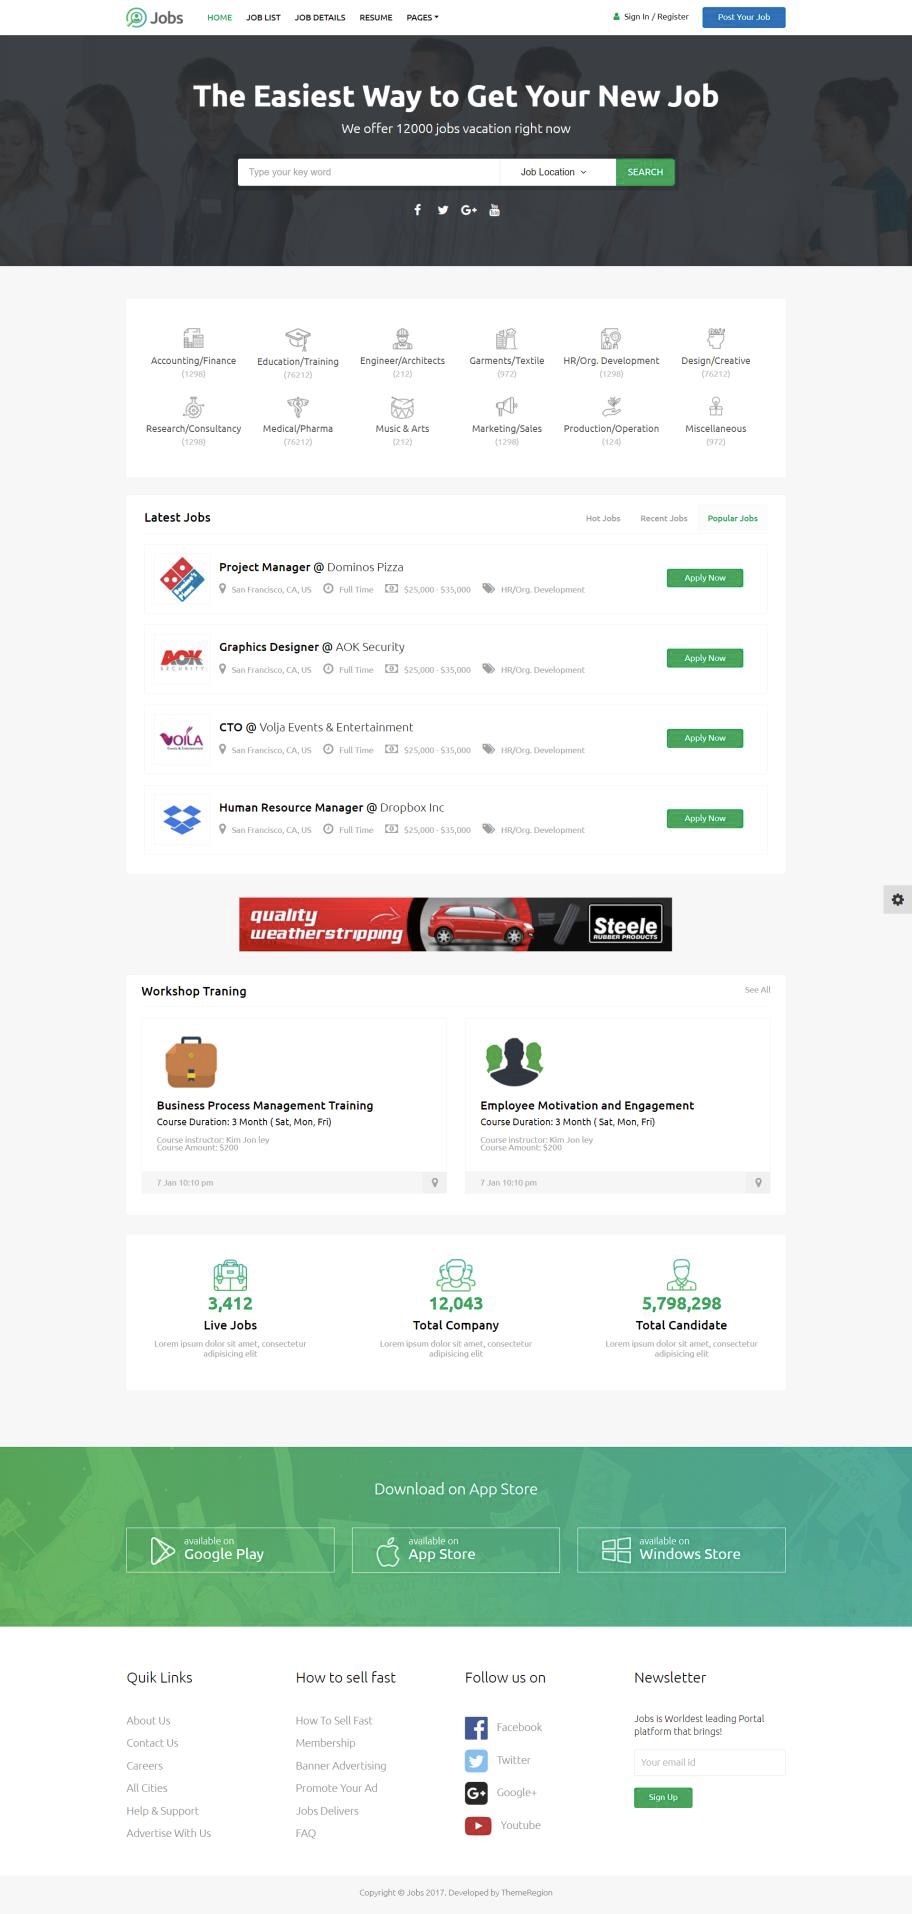 Jobs HOME JOB LIST JOB DETAILS RESUME PAGES Sign In / Register Post Your Job
The Easiest Way to Get Your New Job
We offer 12000 jobs vacation right now
Type your key word Job Location SEARCH
Accounting/Finance Education/Training Engineer/Architects Garments/Textile HR/Org. Development Design/Creative
(1298) (76212) (212) (972) (1298) (76212)
Research/Consultancy Medical/Pharma Music & Arts Marketing/Sales Production/Operation Miscellaneous
(1298) (76212) (212) (1298) (124) (972)
Latest Jobs Hot Jobs Recent Jobs Popular Jobs
Project Manager @ Dominos Pizza
San Francisco, CA, US Full Time $25,000 - $35,000 HR/Org. Development
Apply Now
AOK
SECURITY
Graphics Designer @ AOK Security
San Francisco, CA, US Full Time $25,000 - $35,000 HR/Org. Development
Apply Now
VOILA
Events & Entertainment
CTO @ Volja Events & Entertainment
San Francisco, CA, US Full Time $25,000 - $35,000 HR/Org. Development
Apply Now
Human Resource Manager @ Dropbox Inc
San Francisco, CA, US Full Time $25,000 - $35,000 HR/Org. Development
Apply Now
quality
weatherstripping
Steele
RUBBER PRODUCTS
Workshop Traning See All
Business Process Management Training
Course Duration: 3 Month ( Sat, Mon, Fri)
Course instructor: Kim Jon ley
Course Amount: $200
7 Jan 10:10 pm
Employee Motivation and Engagement
Course Duration: 3 Month ( Sat, Mon, Fri)
Course instructor: Kim Jon ley
Course Amount: $200
7 Jan 10:10 pm
3,412
Live Jobs
Lorem ipsum dolor sit amet, consectetur
adipisicing elit
12,043
Total Company
Lorem ipsum dolor sit amet, consectetur
adipisicing elit
5,798,298
Total Candidate
Lorem ipsum dolor sit amet, consectetur
adipisicing elit
Download on App Store
available on
Google Play
available on
App Store
available on
Windows Store
Quik Links
About Us
Contact Us
Careers
All Cities
Help & Support
Advertise With Us
How to sell fast
How To Sell Fast
Membership
Banner Advertising
Promote Your Ad
Jobs Delivers
FAQ
Follow us on
Facebook
Twitter
Google+
Youtube
Newsletter
Jobs is Worldest leading Portal
platform that brings!
Your email id
Sign Up
Copyright © Jobs 2017. Developed by ThemeRegion